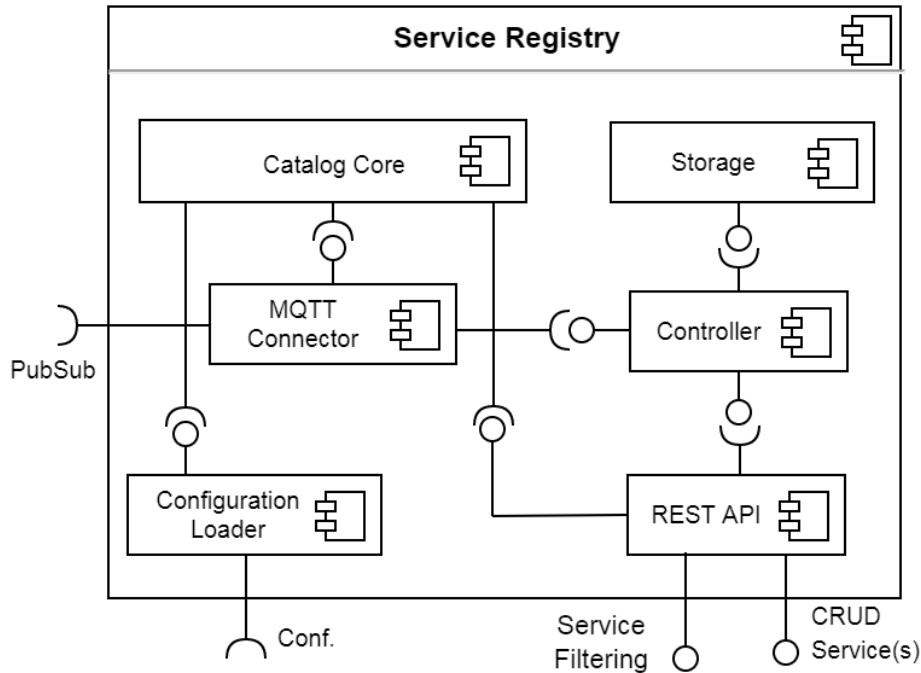 Service Registry
Catalog Core
Storage
MQTT
Connector
Controller
PubSub
Configuration
Loader
REST API
Conf.
Service
Filtering
CRUD
Service(s)